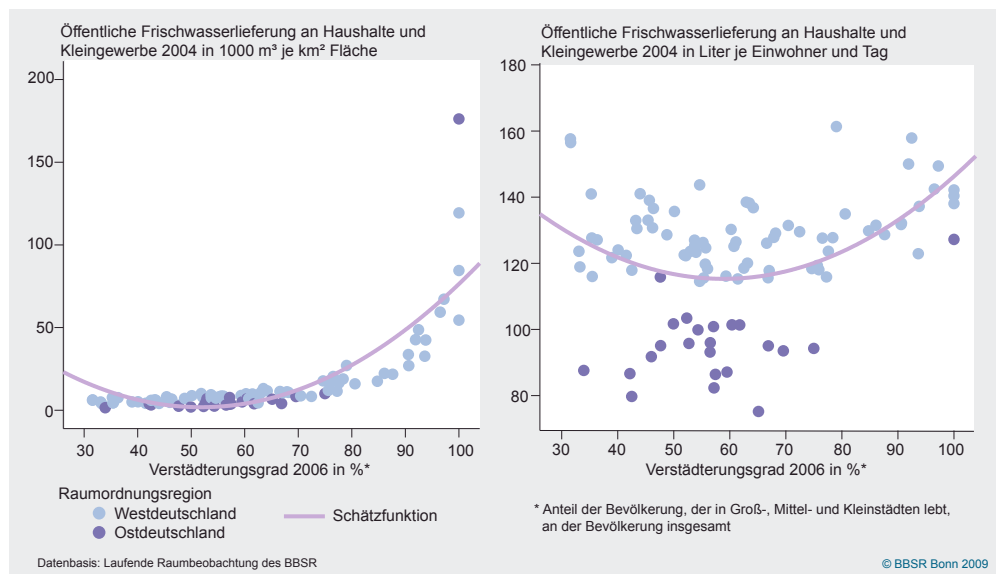 Öffentliche Frischwasserlieferung an Haushalte und
Kleingewerbe 2004 in 1000 m³ je km² Fläche
200
150
100
50
0
30 40 50 60 70 80 90 100
Verstädterungsgrad 2006 in %*
Öffentliche Frischwasserlieferung an Haushalte und
Kleingewerbe 2004 in Liter je Einwohner und Tag
180
160
140
120
100
80
30 40 50 60 70 80 90 100
Verstädterungsgrad 2006 in %*
Raumordnungsregion
Westdeutschland
Ostdeutschland
Schätzfunktion
* Anteil der Bevölkerung, der in Groß-, Mittel- und Kleinstädten lebt,
an der Bevölkerung insgesamt
Datenbasis: Laufende Raumbeobachtung des BBSR
© BBSR Bonn 2009